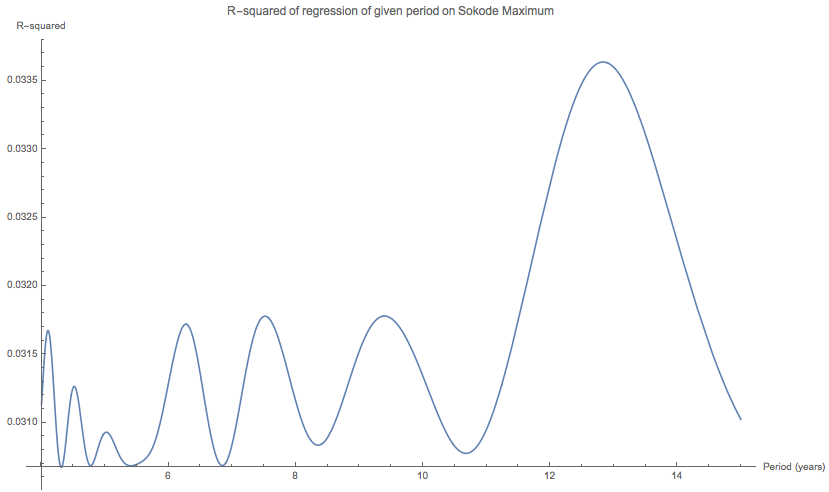 R−squared of regression of given period on Sokode Maximum
R−squared
0.0335
0.0330
0.0325
0.0320
0.0315
0.0310
6 8 10 12 14 Period (years)